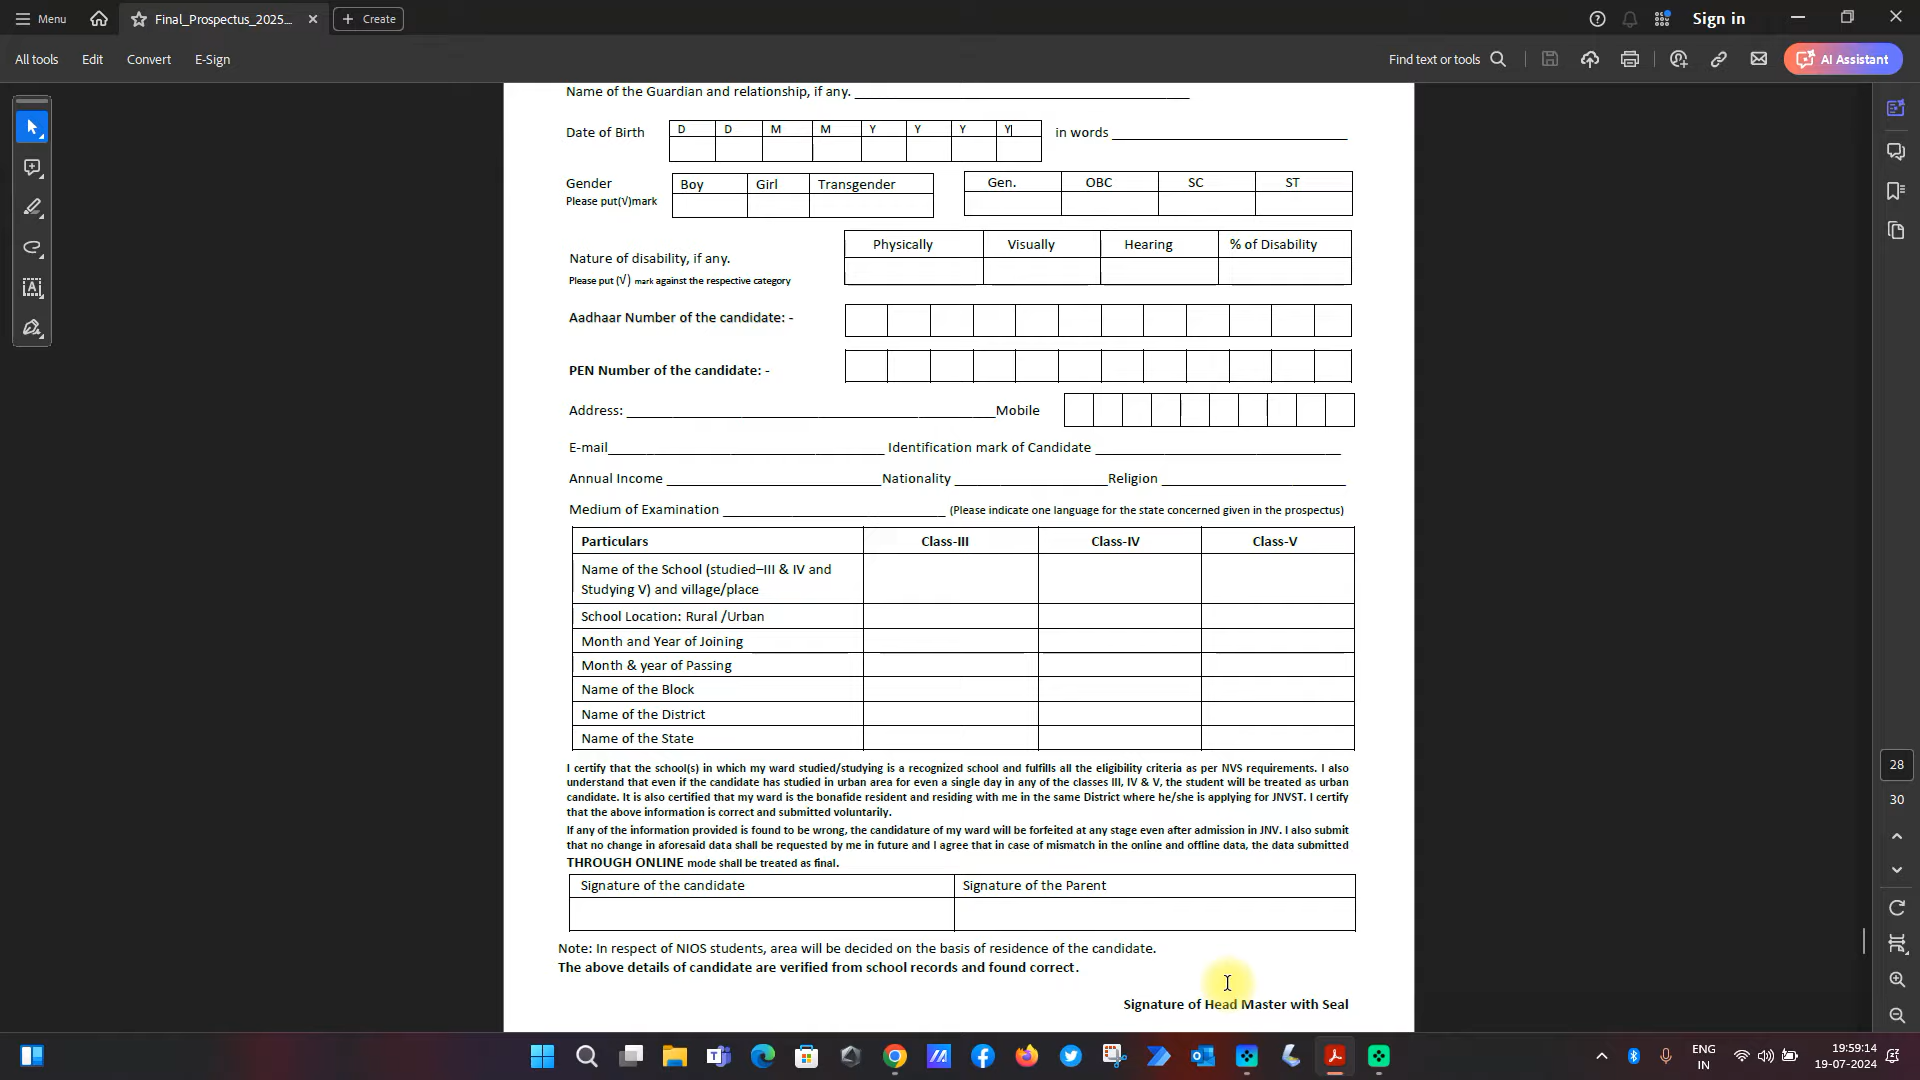 Menu
Final_Prospectus_2025...
Create
Sign in
All tools
Edit
Convert
E-Sign
Find text or tools
AI Assistant
Name of the Guardian and relationship, if any. ____
Date of Birth D D M M Y Y Y Y in words ____
Gender Boy Girl Transgender Gen. OBC SC ST
Please put(√)mark
Physically Visually Hearing % of Disability
Nature of disability, if any.
Please put (√) mark against the respective category
Aadhaar Number of the candidate: -
PEN Number of the candidate: -
Address: ____Mobile
E-mail____ Identification mark of Candidate ____
Annual Income ____Nationality ____Religion ____
Medium of Examination ____ (Please indicate one language for the state concerned given in the prospectus)
Particulars Class-III Class-IV Class-V
Name of the School (studied–III & IV and
Studying V) and village/place
School Location: Rural /Urban
Month and Year of Joining
Month & year of Passing
Name of the Block
Name of the District
Name of the State
I certify that the school(s) in which my ward studied/studying is a recognized school and fulfills all the eligibility criteria as per NVS requirements. I also
understand that even if the candidate has studied in urban area for even a single day in any of the classes III, IV & V, the student will be treated as urban
candidate. It is also certified that my ward is the bonafide resident and residing with me in the same District where he/she is applying for JNVST. I certify
that the above information is correct and submitted voluntarily.
If any of the information provided is found to be wrong, the candidature of my ward will be forfeited at any stage even after admission in JNV. I also submit
that no change in aforesaid data shall be requested by me in future and I agree that in case of mismatch in the online and offline data, the data submitted
THROUGH ONLINE mode shall be treated as final.
Signature of the candidate Signature of the Parent
Note: In respect of NIOS students, area will be decided on the basis of residence of the candidate.
The above details of candidate are verified from school records and found correct.
Signature of Head Master with Seal
28
30
ENG
IN
19:59:14
19-07-2024